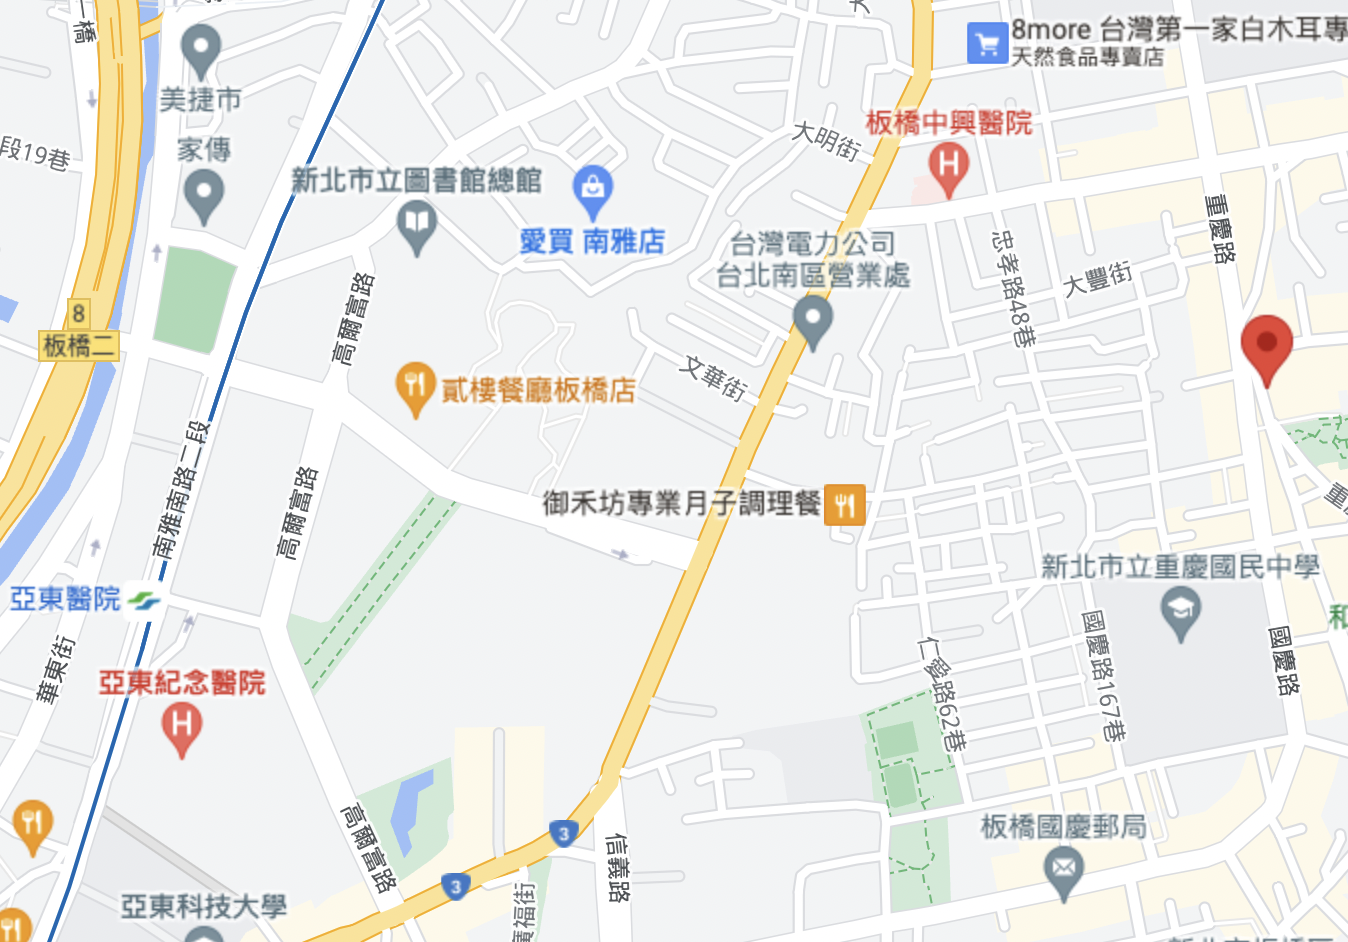 8more 台灣第一家白木耳專
天然食品專賣店
美捷市
家傳
段19巷
大明街
板橋中興醫院
H
新北市立圖書館總館
愛買 南雅店
台灣電力公司
台北南區營業處
重慶路
忠孝路48巷
大豐街
高爾富路
8
板橋二
貳樓餐廳板橋店
文華街
南雅南路二段
高爾富路
御禾坊專業月子調理餐
新北市立重慶國民中學
亞東醫院
華東街
亞東紀念醫院
H
仁愛路62巷
國慶路167巷
國慶路
高爾富路
3
3
信義路
板橋國慶郵局
亞東科技大學
廣福街